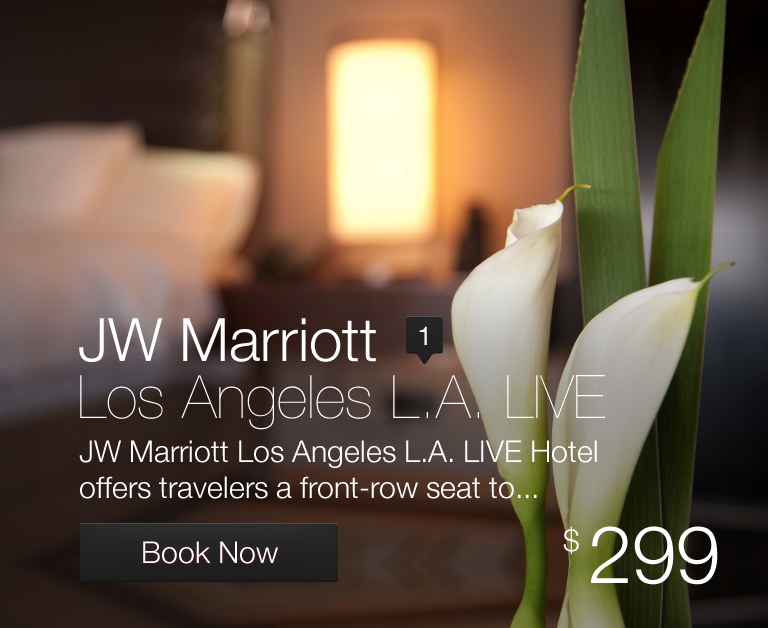 JW Marriott 1
Los Angeles L.A. LIVE
JW Marriott Los Angeles L.A. LIVE Hotel
offers travelers a front-row seat to...
Book Now
$299